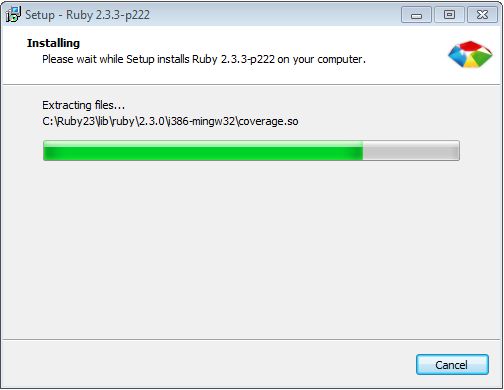 Setup - Ruby 2.3.3-p222
Installing
Please wait while Setup installs Ruby 2.3.3-p222 on your computer.
Extracting files...
C:\Ruby23\lib\ruby\2.3.0\i386-mingw32\coverage.so
Cancel